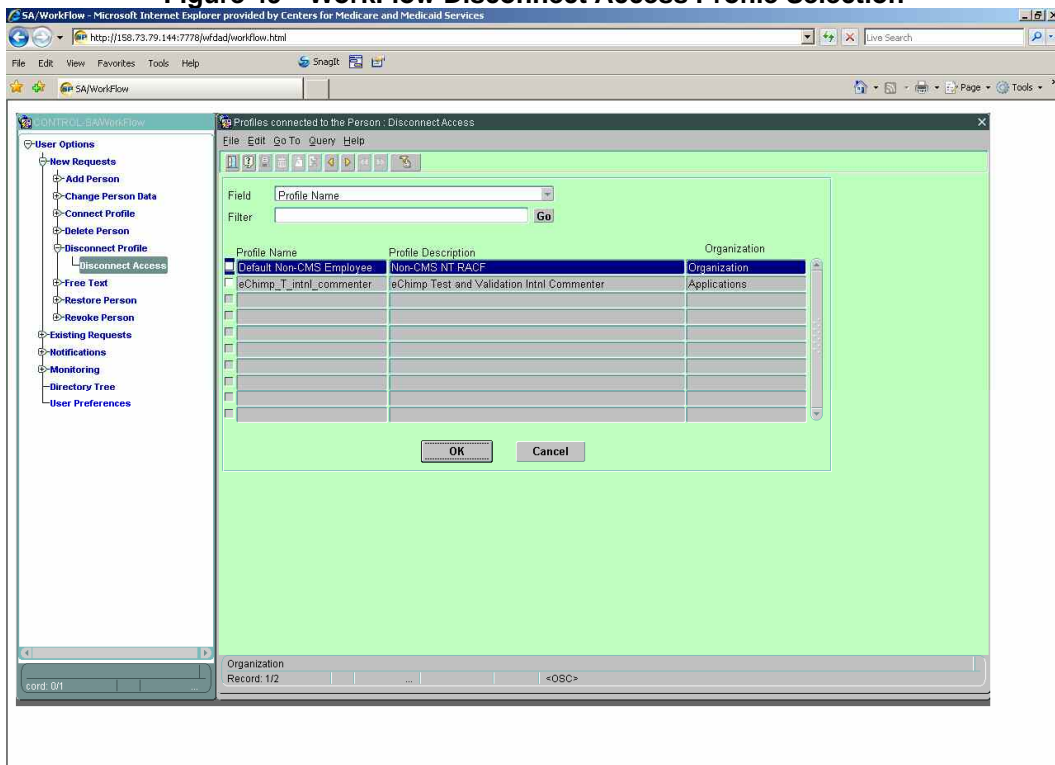 Figure 49 - WorkFlow Disconnect Access Profile Selection
SA/WorkFlow - Microsoft Internet Explorer provided by Centers for Medicare and Medicaid Services
http://158.73.79.144:7778/wfdad/workflow.html
Live Search
File Edit View Favorites Tools Help
SnagIt
SA/WorkFlow
Page
Tools
CONTROL-SA/WorkFlow
User Options
New Requests
Add Person
Change Person Data
Connect Profile
Delete Person
Disconnect Profile
Disconnect Access
Free Text
Restore Person
Revoke Person
Existing Requests
Notifications
Monitoring
Directory Tree
User Preferences
cord: 0/1 ...
Profiles connected to the Person : Disconnect Access
File Edit Go To Query Help
Field Profile Name
Filter Go
Profile Name Profile Description Organization
Default Non-CMS Employee Non-CMS NT RACF Organization
eChimp_T_intnl_commenter eChimp Test and Validation Intnl Commenter Applications
OK Cancel
Organization
Record: 1/2 ... <OSC>